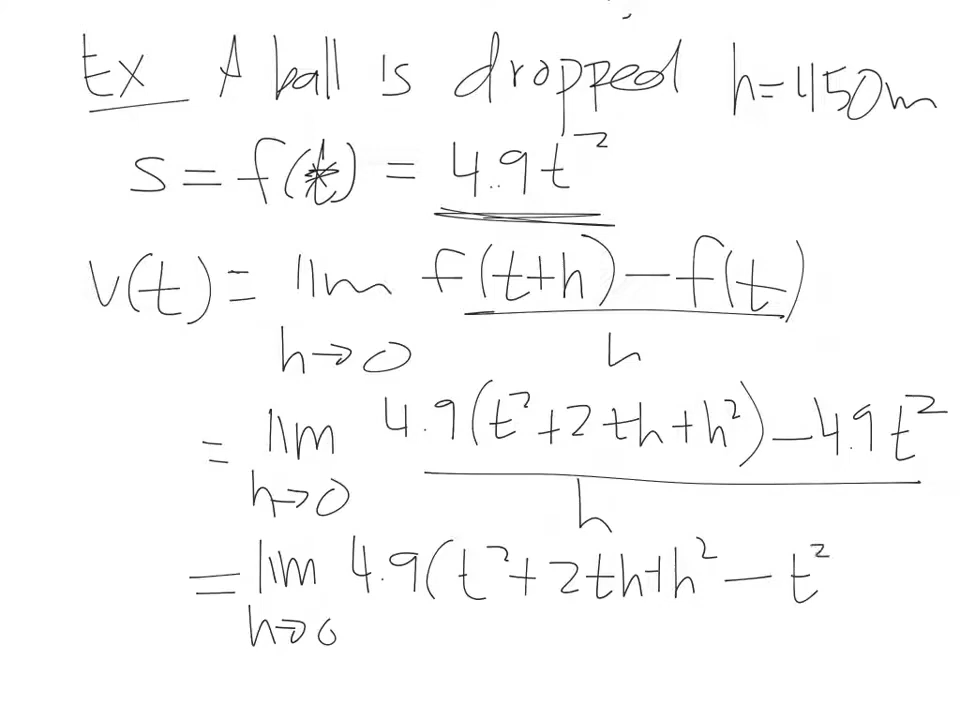 Ex A ball is dropped h=450m
s = f(t) = 4.9t²
v(t) = lim f(t+h) − f(t)
h→0 h
= lim 4.9(t²+2th+h²) − 4.9t²
h→0 h
= lim 4.9(t²+2th+h² − t²
h→0